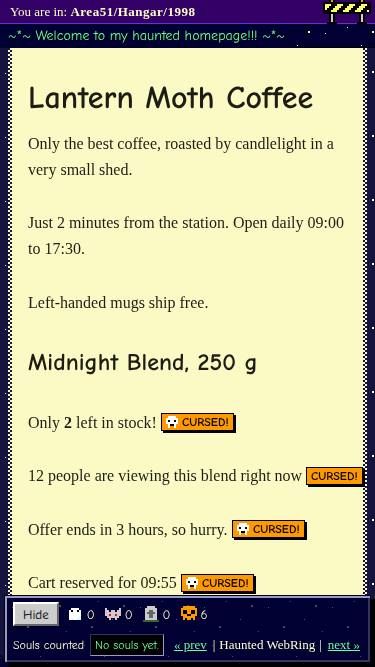 You are in: Area51/Hangar/1998
~*~ Welcome to my haunted homepage!!! ~*~
Lantern Moth Coffee
Only the best coffee, roasted by candlelight in a
very small shed.
Just 2 minutes from the station. Open daily 09:00
to 17:30.
Left-handed mugs ship free.
Midnight Blend, 250 g
Only 2 left in stock! CURSED!
12 people are viewing this blend right now CURSED!
Offer ends in 3 hours, so hurry. CURSED!
Cart reserved for 09:55 CURSED!
Hide 0 0 0 6
Souls counted No souls yet. « prev | Haunted WebRing | next »